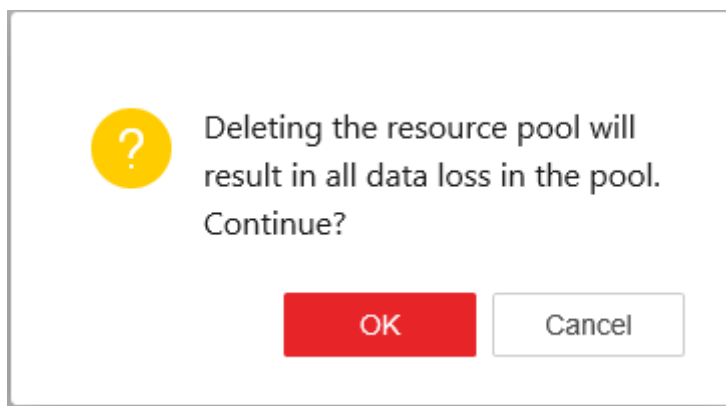 ?
Deleting the resource pool will
result in all data loss in the pool.
Continue?
OK
Cancel